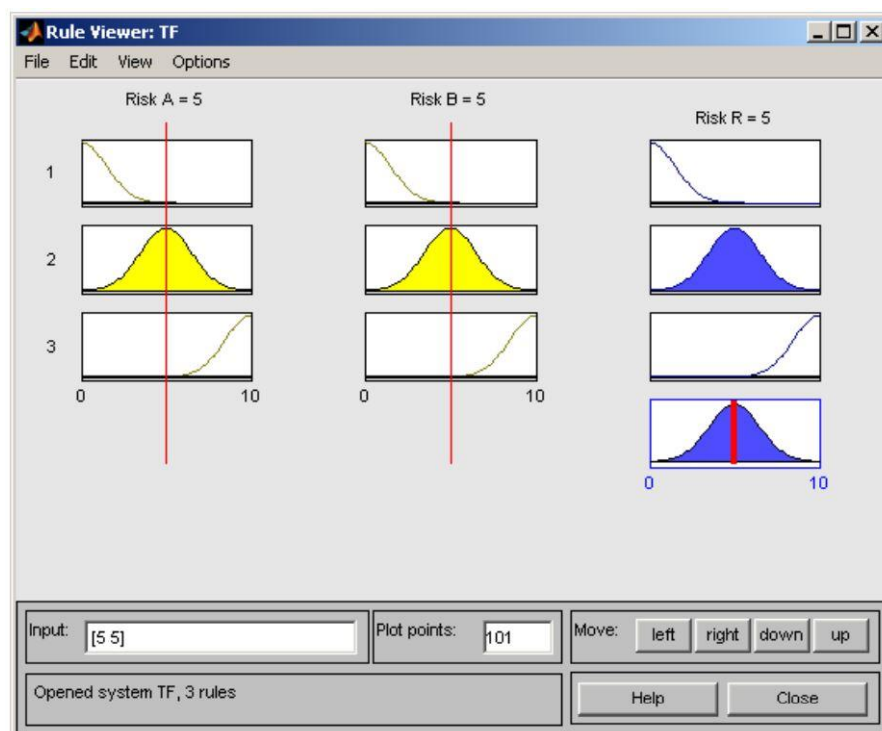 Rule Viewer: TF
File Edit View Options
Risk A = 5 Risk B = 5 Risk R = 5
1
2
3
0 10 0 10
0 10
Input: [5 5] Plot points: 101 Move: left right down up
Opened system TF, 3 rules Help Close